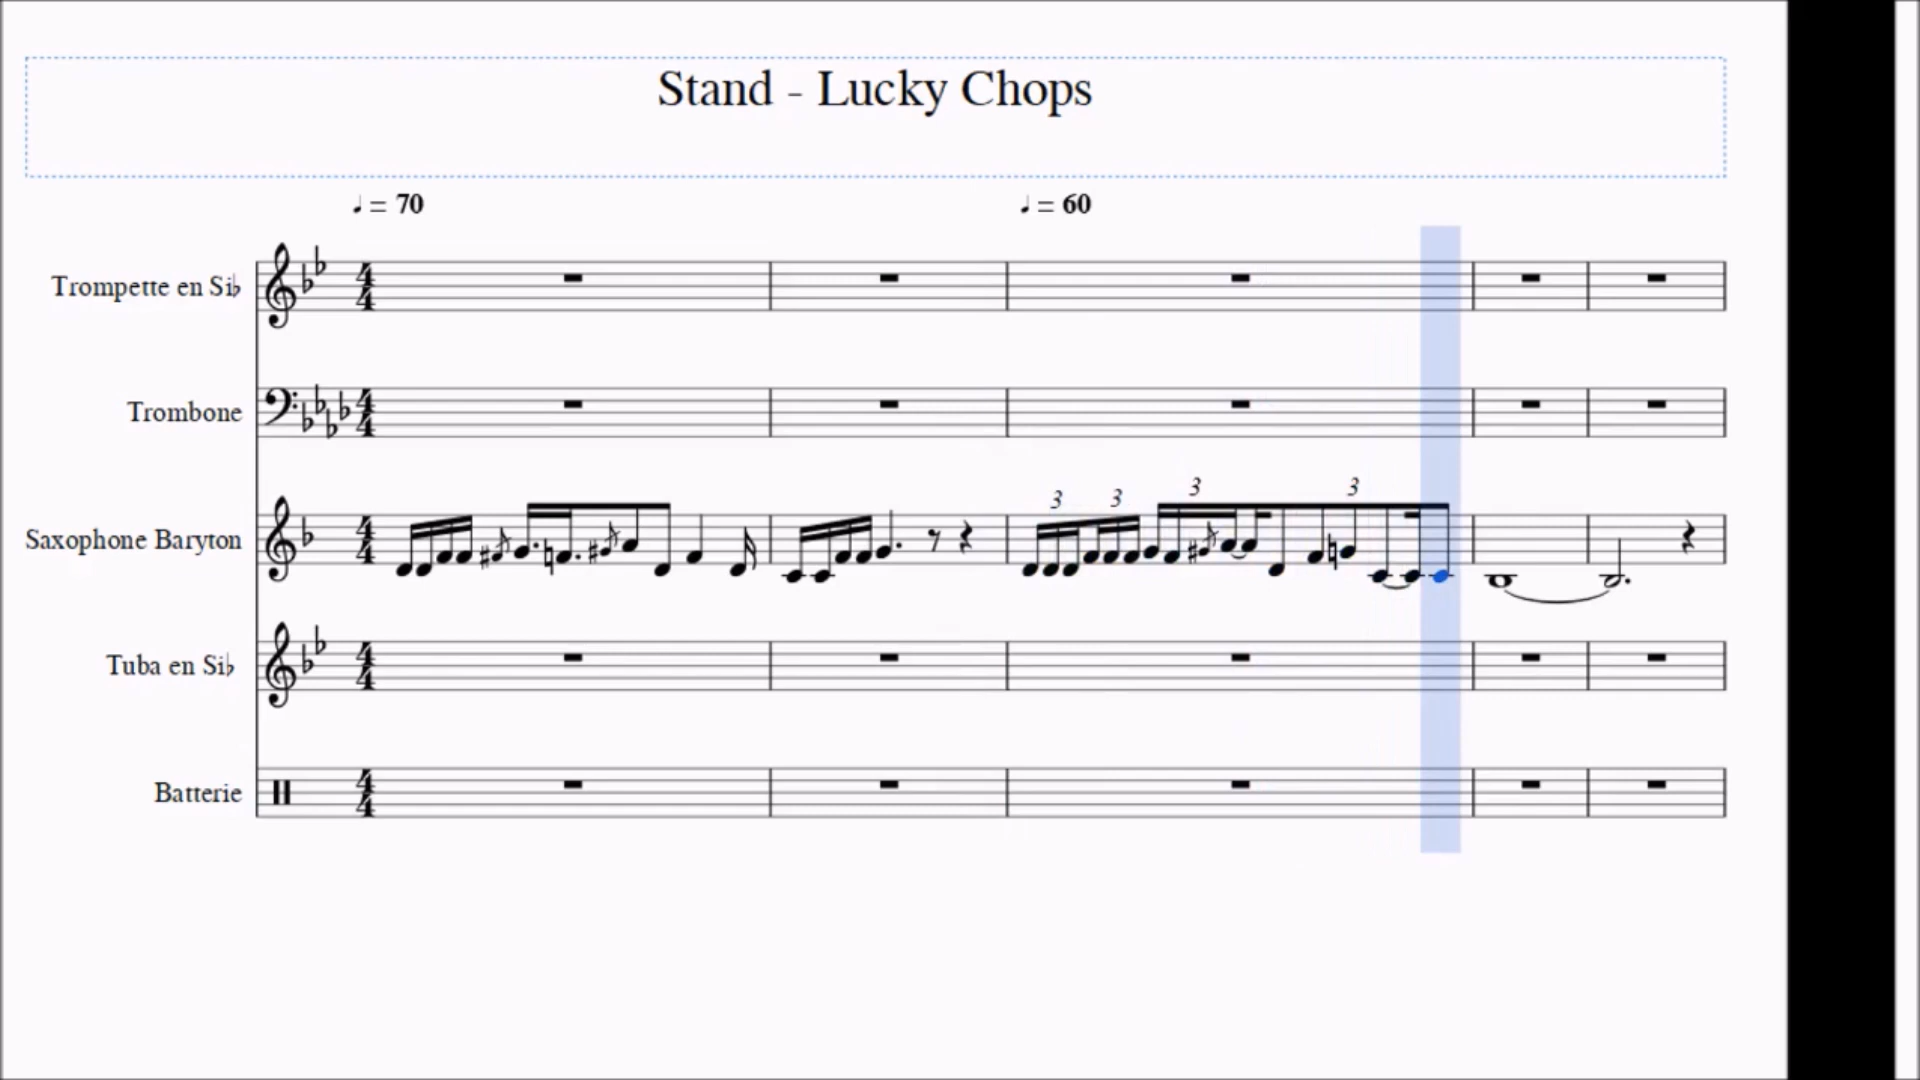 Stand - Lucky Chops
♩ = 70
♩ = 60
Trompette en Si♭
Trombone
Saxophone Baryton
3 3 3 3
Tuba en Si♭
Batterie